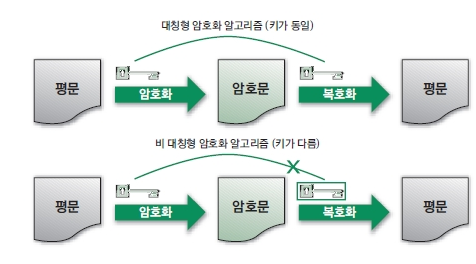 대칭형 암호화 알고리즘 (키가 동일)
평문
암호화
암호문
복호화
평문
비 대칭형 암호화 알고리즘 (키가 다름)
평문
암호화
암호문
복호화
평문